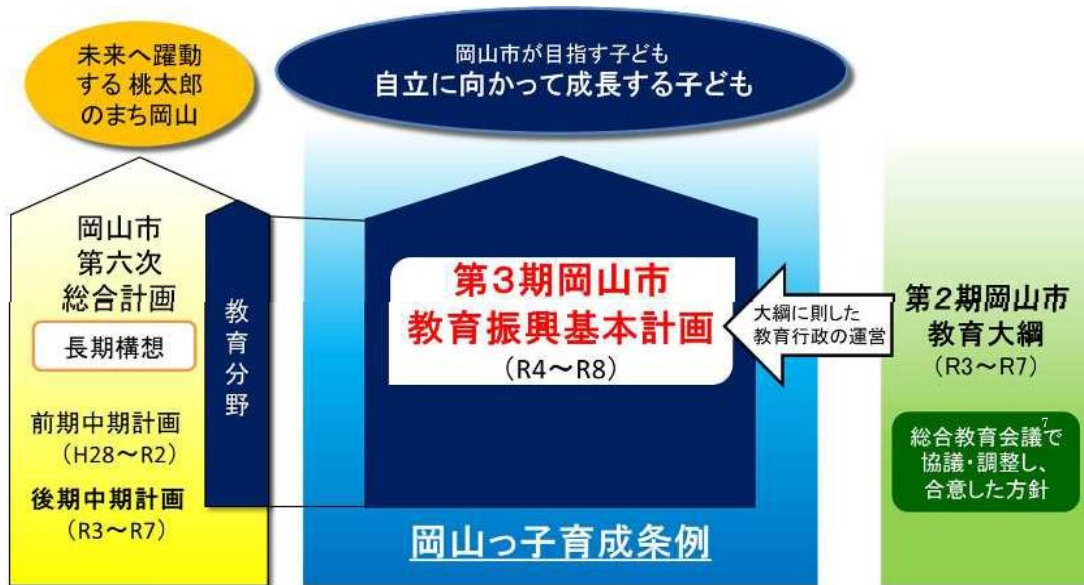 未来へ躍動
する 桃太郎
のまち岡山
岡山市が目指す子ども
自立に向かって成長する子ども
岡山市
第六次
総合計画
長期構想
前期中期計画
（H28～R2）
後期中期計画
（R3～R7）
教育分野
第3期岡山市
教育振興基本計画
（R4～R8）
大綱に則した
教育行政の運営
第2期岡山市
教育大綱
（R3～R7）
7
総合教育会議で
協議・調整し、
合意した方針
岡山っ子育成条例